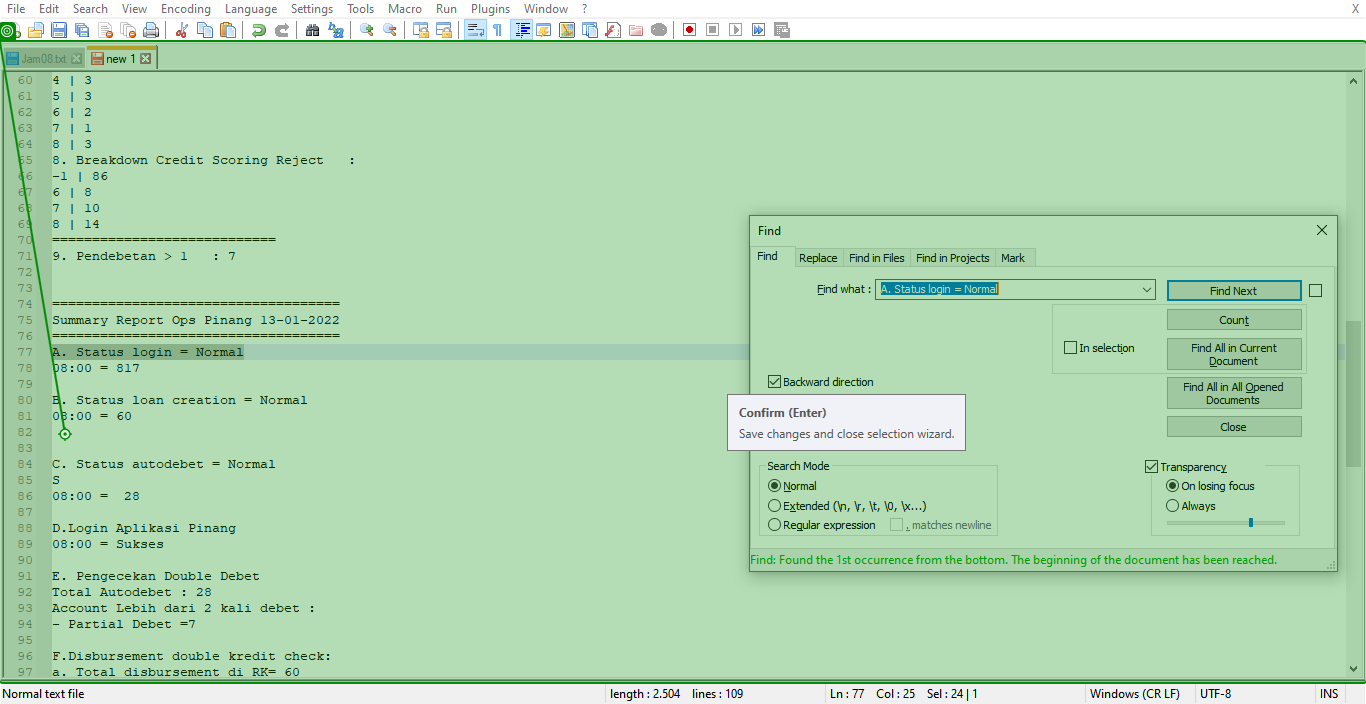 File Edit Search View Encoding Language Settings Tools Macro Run Plugins Window ? X
Jam08.txt new 1
60 4 | 3
61 5 | 3
62 6 | 2
63 7 | 1
64 8 | 3
65 8. Breakdown Credit Scoring Reject :
66 -1 | 86
67 6 | 8
68 7 | 10
69 8 | 14
70 ============================
71 9. Pendebetan > 1 : 7
72
73
74 ====================================
75 Summary Report Ops Pinang 13-01-2022
76 ====================================
77 A. Status login = Normal
78 08:00 = 817
79
80 B. Status loan creation = Normal
81 08:00 = 60
82
83
84 C. Status autodebet = Normal
85 S
86 08:00 = 28
87
88 D.Login Aplikasi Pinang
89 08:00 = Sukses
90
91 E. Pengecekan Double Debet
92 Total Autodebet : 28
93 Account Lebih dari 2 kali debet :
94 - Partial Debet =7
95
96 F.Disbursement double kredit check:
97 a. Total disbursement di RK= 60
Find
Find Replace Find in Files Find in Projects Mark
Find what : A. Status login = Normal
Find Next
Count
In selection
Find All in Current
Document
Backward direction
Find All in All Opened
Documents
Close
Confirm (Enter)
Save changes and close selection wizard.
Search Mode
Normal
Extended (\n, \r, \t, \0, \x...)
Regular expression . matches newline
Transparency
On losing focus
Always
Find: Found the 1st occurrence from the bottom. The beginning of the document has been reached.
Normal text file length : 2.504 lines : 109 Ln : 77 Col : 25 Sel : 24 | 1 Windows (CR LF) UTF-8 INS